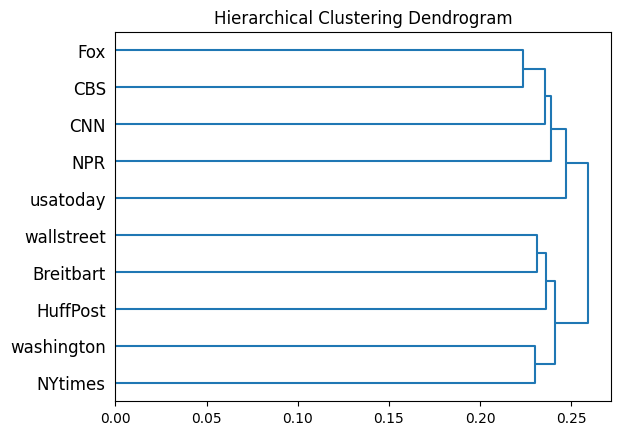 Hierarchical Clustering Dendrogram
Fox
CBS
CNN
NPR
usatoday
wallstreet
Breitbart
HuffPost
washington
NYtimes
0.00 0.05 0.10 0.15 0.20 0.25